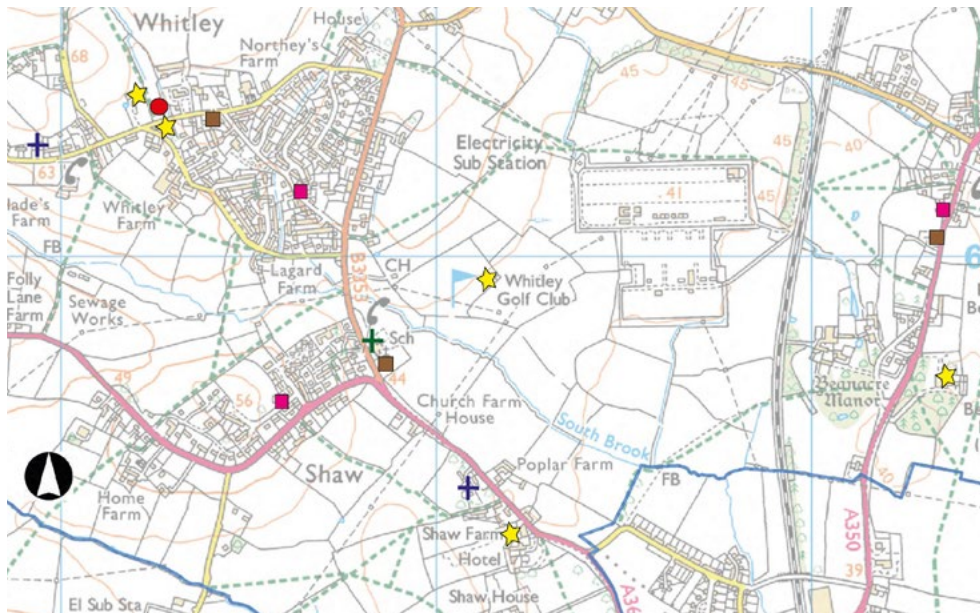 Whitley
House
Northey's
Farm
68
45
45
40
Electricity
Sub Station
41
45
63
Whitley
Farm
lade's
Farm
FB
B3353
CH
Lagard
Farm
Whitley
Golf Club
6
Folly
Lane
Farm
Sewage
Works
Sch
49
56
44
Beanacre
Manor
Church Farm
House
South Brook
Shaw
Poplar Farm
FB
40
Home
Farm
Shaw Farm
Hotel
A350
39
Shaw House
El Sub Sta